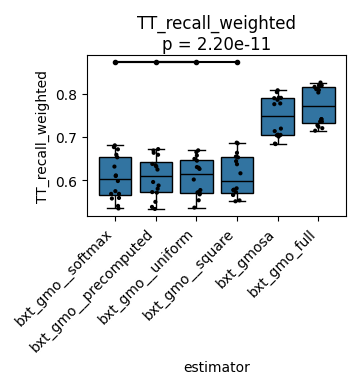 TT_recall_weighted
p = 2.20e-11
TT_recall_weighted
0.8
0.7
0.6
bxt_gmo__softmax
bxt_gmo__precomputed
bxt_gmo__uniform
bxt_gmo__square
bxt_gmosa
bxt_gmo_full
estimator